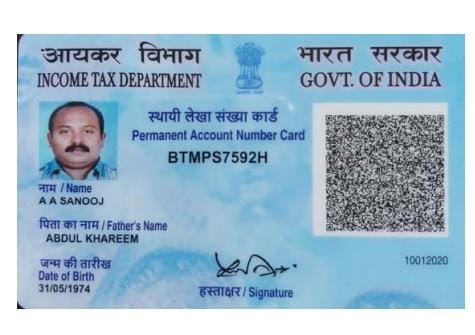 आयकर विभाग
INCOME TAX DEPARTMENT
भारत सरकार
GOVT. OF INDIA
स्थायी लेखा संख्या कार्ड
Permanent Account Number Card
BTMPS7592H
नाम / Name
A A SANOOJ
पिता का नाम / Father's Name
ABDUL KHAREEM
जन्म की तारीख
Date of Birth
31/05/1974
हस्ताक्षर / Signature
10012020